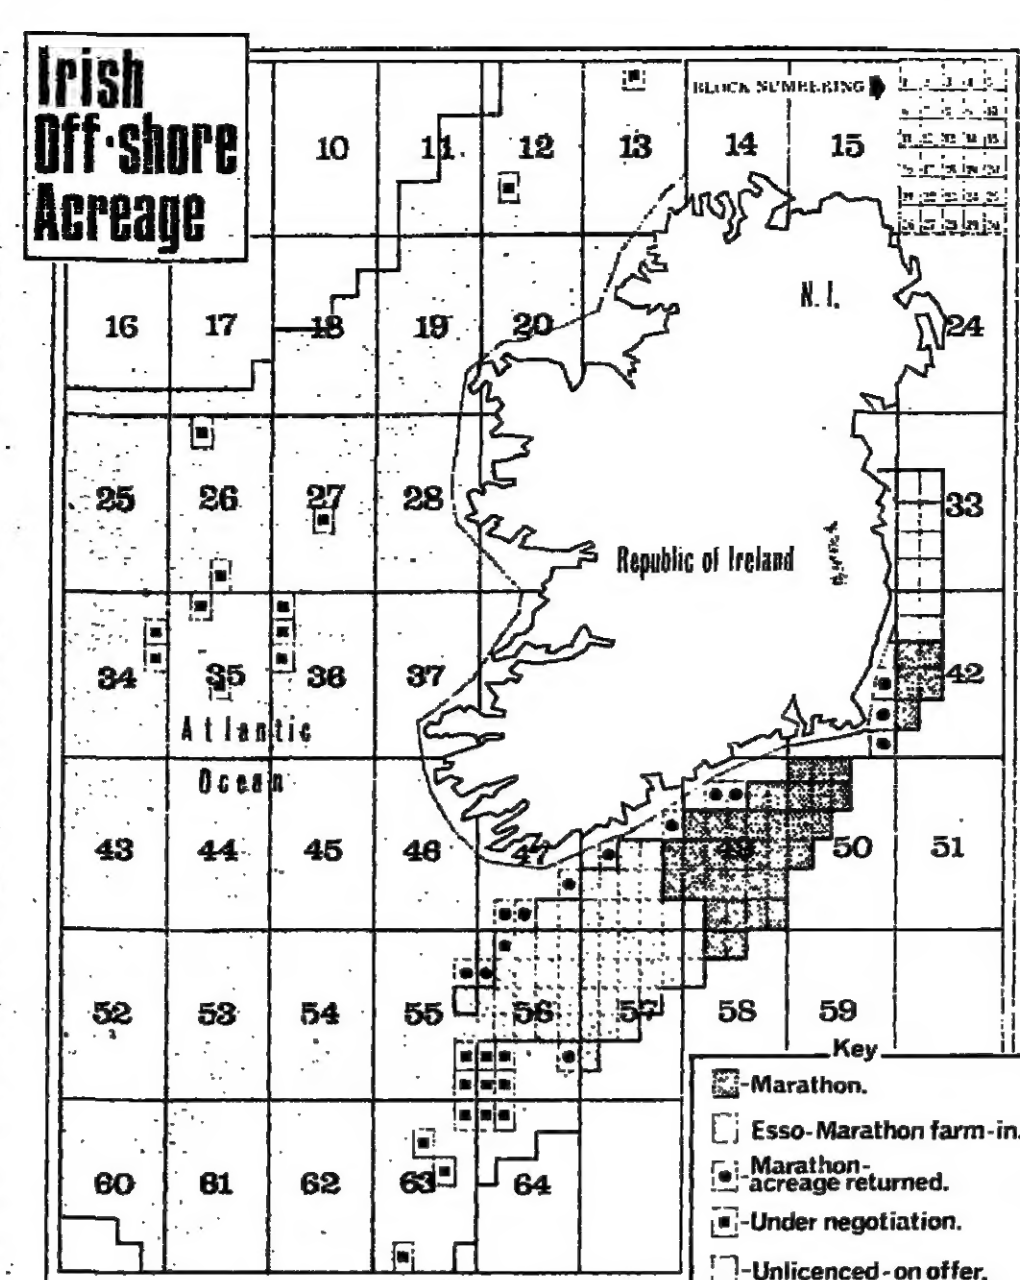 Irish
Off-shore
Acreage
BLOCK NUMBERING
10 11 12 13 14 15
N. I.
16 17 18 19 20 24
25 26 27 28 33
Republic of Ireland
34 35 36 37 42
Atlantic
Ocean
43 44 45 46 47 49 50 51
52 53 54 55 56 57 58 59
Key
-Marathon.
Esso-Marathon farm-in.
Marathon-
acreage returned.
-Under negotiation.
-Unlicenced-on offer.
60 61 62 63 64